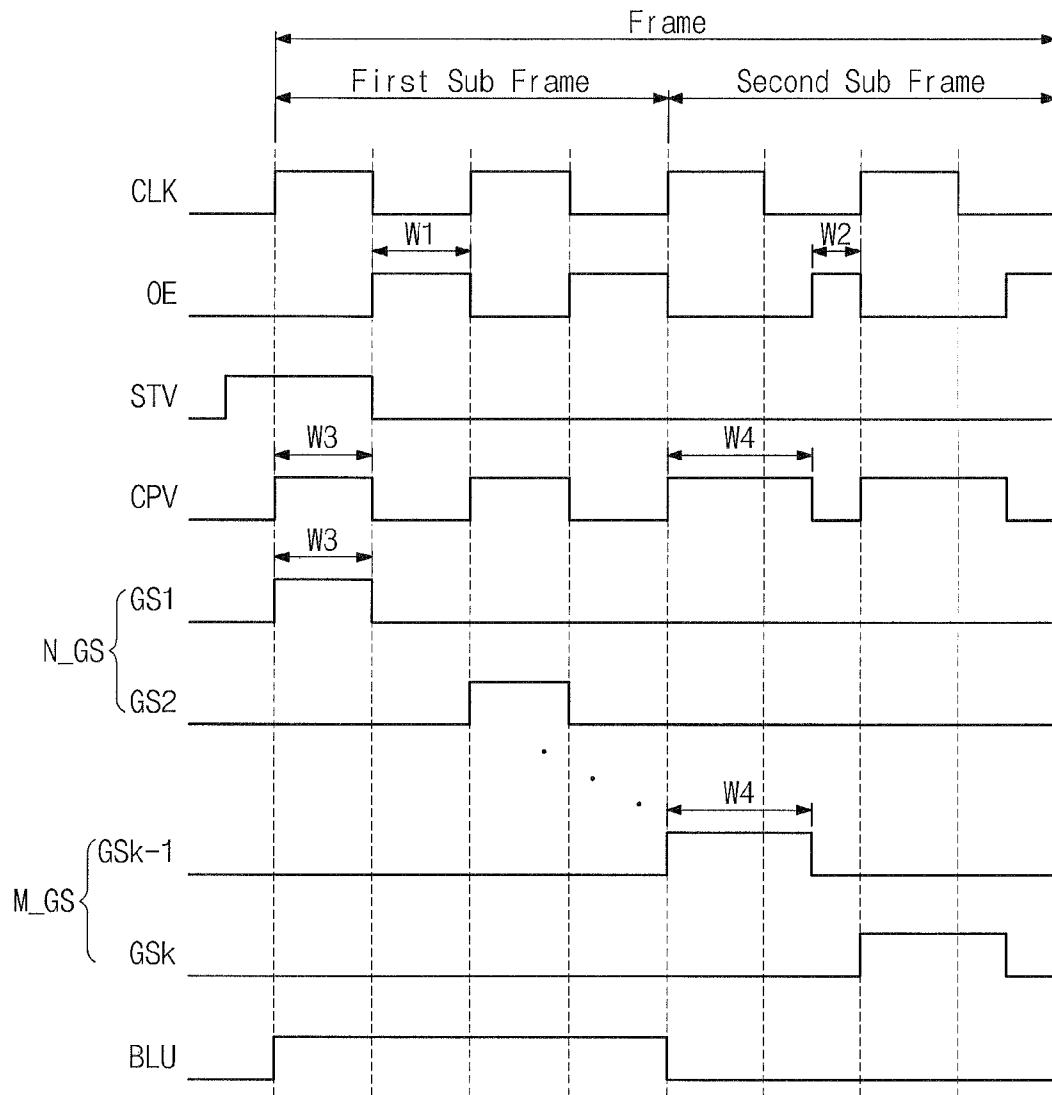 Frame
First Sub Frame
Second Sub Frame
CLK
W1
W2
OE
STV
W3
W4
CPV
W3
GS1
N_GS
GS2
W4
GSk-1
M_GS
GSk
BLU